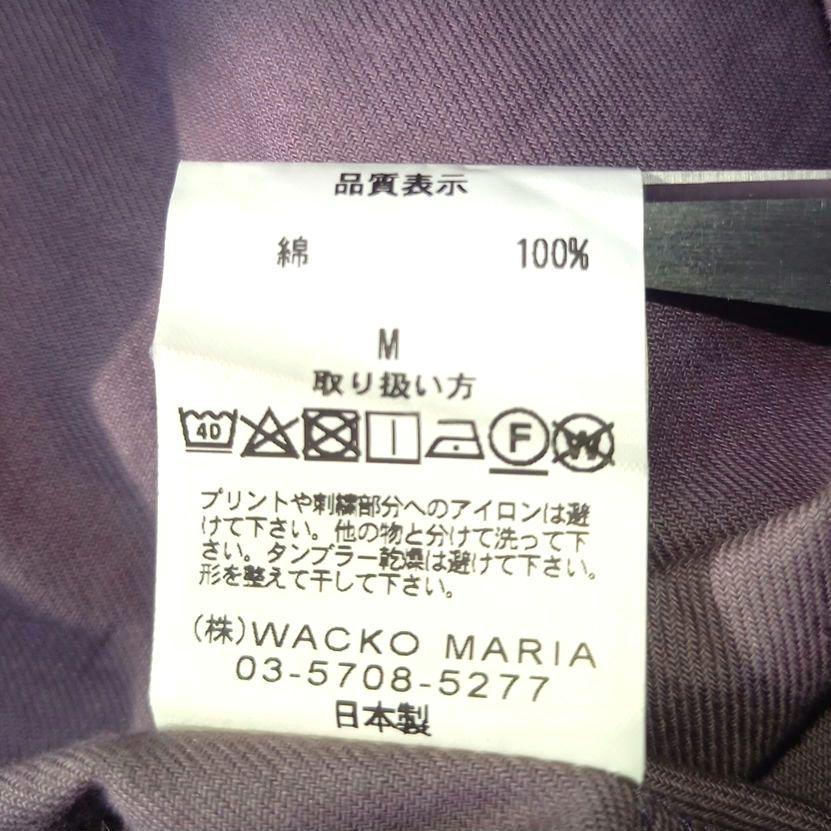 品質表示
綿 100%
M
取り扱い方
40 F W
プリントや刺繍部分へのアイロンは避
けて下さい。他の物と分けて洗って下
さい。タンブラー乾燥は避けて下さい。
形を整えて干して下さい。
(株)WACKO MARIA
03-5708-5277
日本製